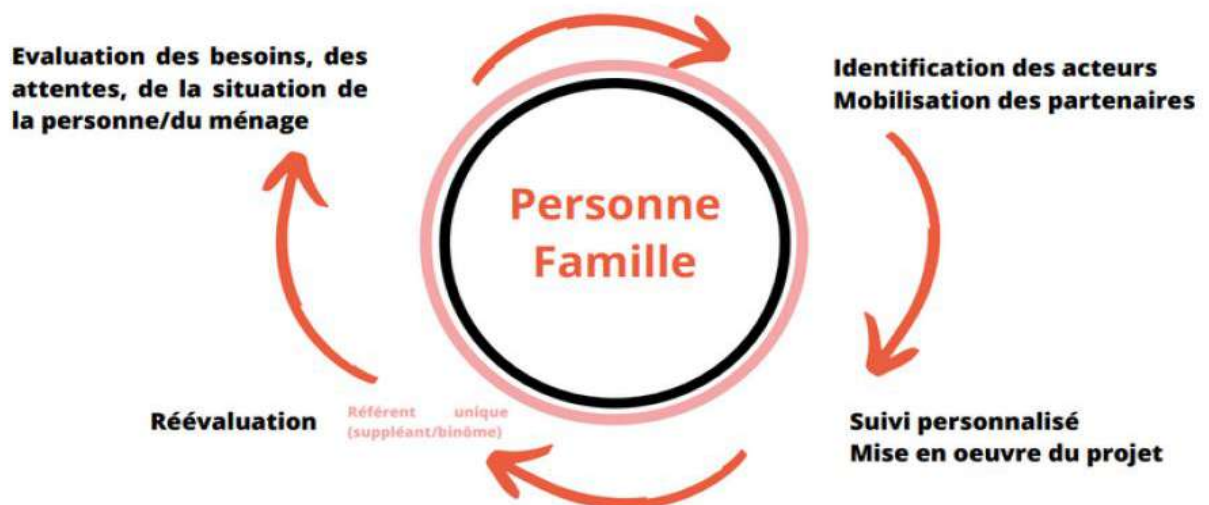 Evaluation des besoins, des
attentes, de la situation de
la personne/du ménage
Identification des acteurs
Mobilisation des partenaires
Personne
Famille
Réévaluation
Référent unique
(suppléant/binôme)
Suivi personnalisé
Mise en oeuvre du projet